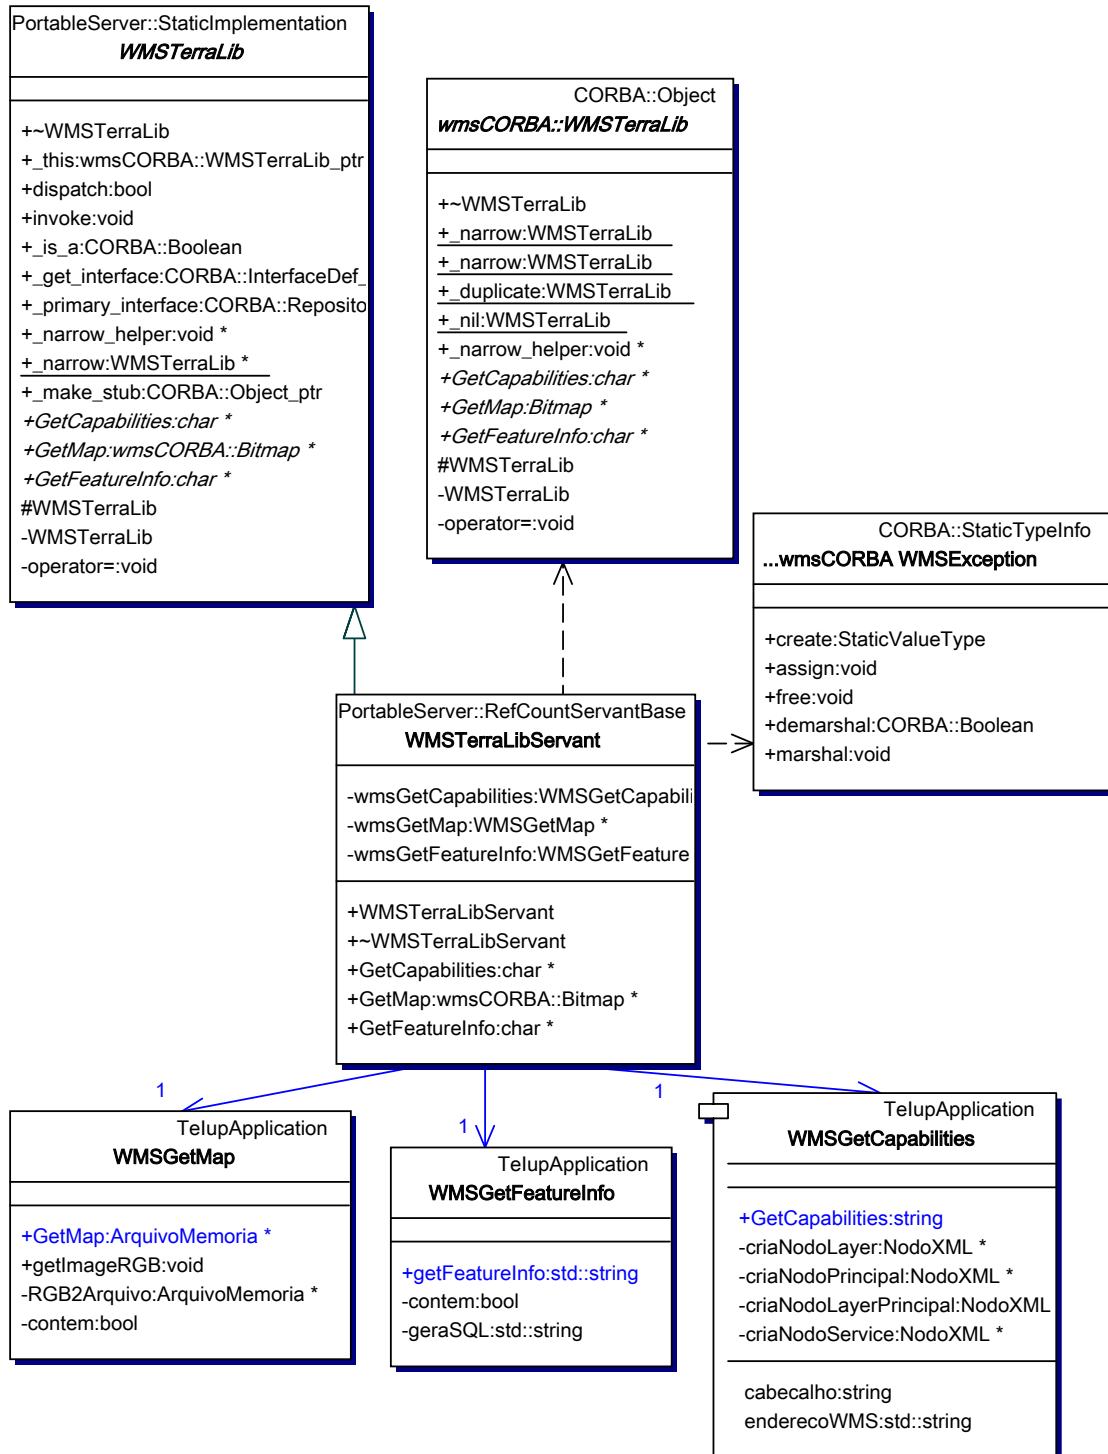 PortableServer::StaticImplementation
WMSTerraLib
+~WMSTerraLib
+_this:wmsCORBA::WMSTerraLib_ptr
+dispatch:bool
+invoke:void
+_is_a:CORBA::Boolean
+_get_interface:CORBA::InterfaceDef_
+_primary_interface:CORBA::Reposito
+_narrow_helper:void *
+_narrow:WMSTerraLib *
+_make_stub:CORBA::Object_ptr
+GetCapabilities:char *
+GetMap:wmsCORBA::Bitmap *
+GetFeatureInfo:char *
#WMSTerraLib
-WMSTerraLib
-operator=:void
CORBA::Object
wmsCORBA::WMSTerraLib
+~WMSTerraLib
+_narrow:WMSTerraLib
+_narrow:WMSTerraLib
+_duplicate:WMSTerraLib
+_nil:WMSTerraLib
+_narrow_helper:void *
+GetCapabilities:char *
+GetMap:Bitmap *
+GetFeatureInfo:char *
#WMSTerraLib
-WMSTerraLib
-operator=:void
CORBA::StaticTypeInfo
...wmsCORBA WMSException
+create:StaticValueType
+assign:void
+free:void
+demarshal:CORBA::Boolean
+marshal:void
PortableServer::RefCountServantBase
WMSTerraLibServant
-wmsGetCapabilities:WMSGetCapabili
-wmsGetMap:WMSGetMap *
-wmsGetFeatureInfo:WMSGetFeature
+WMSTerraLibServant
+~WMSTerraLibServant
+GetCapabilities:char *
+GetMap:wmsCORBA::Bitmap *
+GetFeatureInfo:char *
1
1
1
TelupApplication
WMSGetMap
+GetMap:ArquivoMemoria *
+getImageRGB:void
-RGB2Arquivo:ArquivoMemoria *
-contem:bool
TelupApplication
WMSGetFeatureInfo
+getFeatureInfo:std::string
-contem:bool
-geraSQL:std::string
TelupApplication
WMSGetCapabilities
+GetCapabilities:string
-criaNodoLayer:NodoXML *
-criaNodoPrincipal:NodoXML *
-criaNodoLayerPrincipal:NodoXML
-criaNodoService:NodoXML *
cabecalho:string
enderecoWMS:std::string